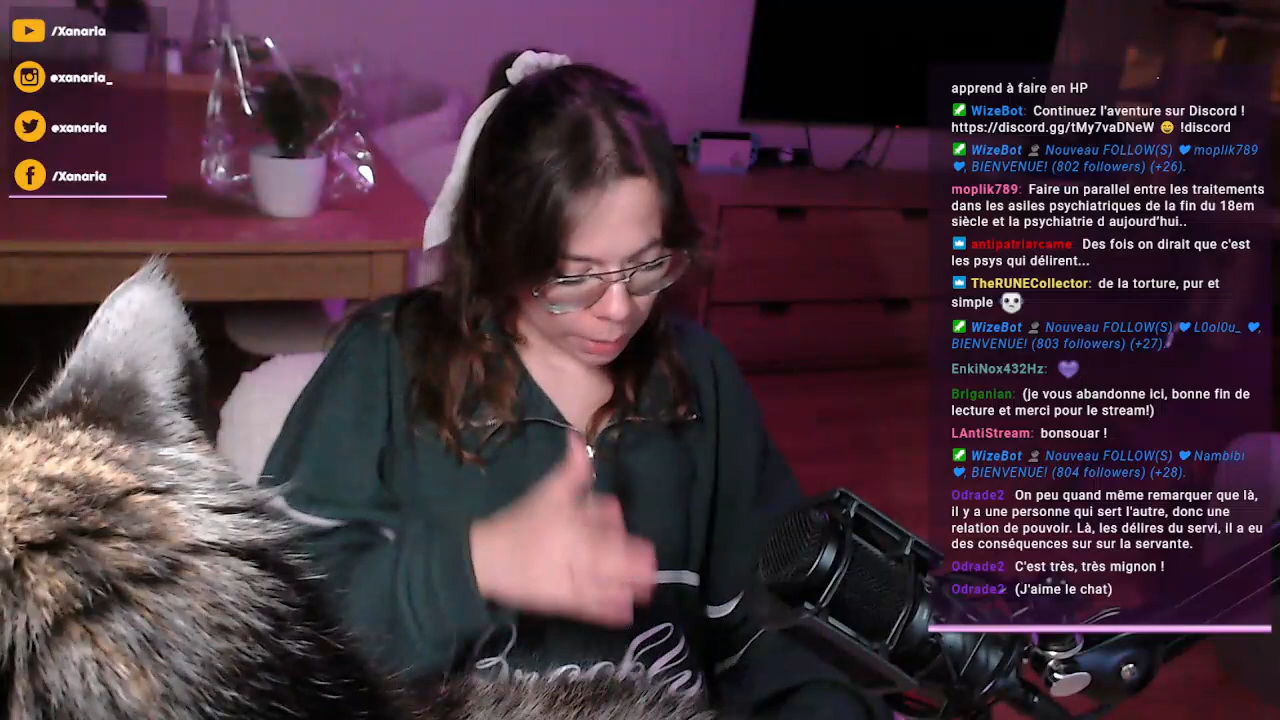 /Xanaria
@xanaria_
@xanaria
/Xanaria
apprend à faire en HP
WizeBot: Continuez l'aventure sur Discord !
https://discord.gg/tMy7vaDNeW !discord
WizeBot Nouveau FOLLOW(S) moplik789
, BIENVENUE! (802 followers) (+26).
moplik789: Faire un parallel entre les traitements
dans les asiles psychiatriques de la fin du 18em
siècle et la psychiatrie d aujourd'hui..
antipatriarcame: Des fois on dirait que c'est
les psys qui délirent...
TheRUNECollector: de la torture, pur et
simple
WizeBot Nouveau FOLLOW(S) L0ol0u_ ,
BIENVENUE! (803 followers) (+27).
EnkiNox432Hz:
Briganian: (je vous abandonne ici, bonne fin de
lecture et merci pour le stream!)
LAntiStream: bonsouar !
WizeBot Nouveau FOLLOW(S) Nambibi
, BIENVENUE! (804 followers) (+28).
Odrade2: On peu quand même remarquer que là,
il y a une personne qui sert l'autre, donc une
relation de pouvoir. Là, les délires du servi, il a eu
des conséquences sur sur la servante.
Odrade2: C'est très, très mignon !
Odrade2: (J'aime le chat)